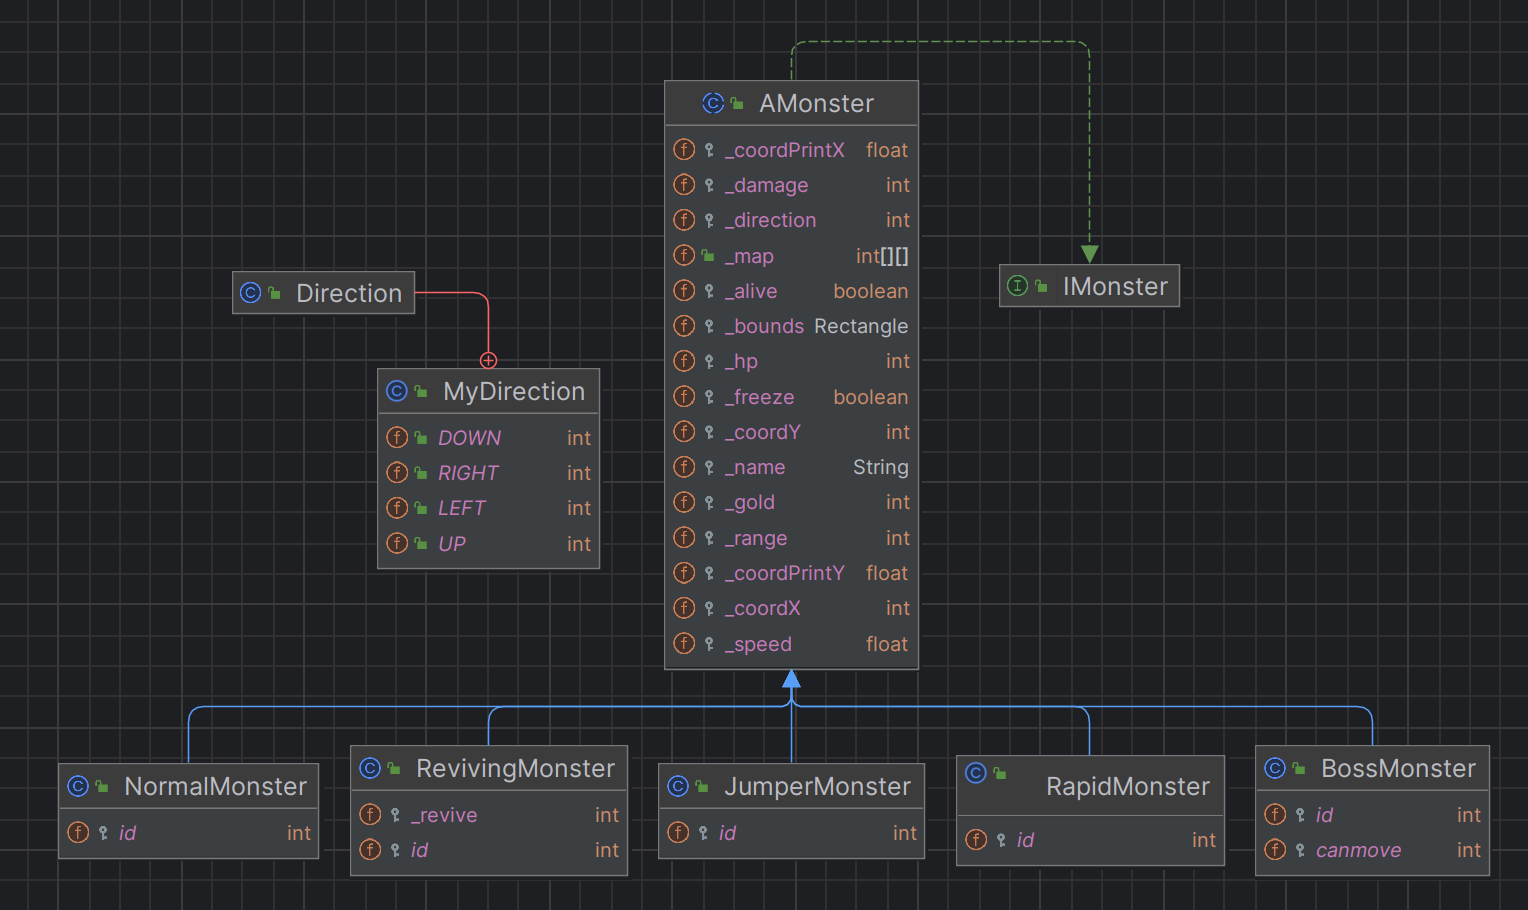 AMonster
_coordPrintX float
_damage int
_direction int
_map int[][]
_alive boolean
_bounds Rectangle
_hp int
_freeze boolean
_coordY int
_name String
_gold int
_range int
_coordPrintY float
_coordX int
_speed float
Direction
MyDirection
DOWN int
RIGHT int
LEFT int
UP int
IMonster
NormalMonster
id int
RevivingMonster
_revive int
id int
JumperMonster
id int
RapidMonster
id int
BossMonster
id int
canmove int